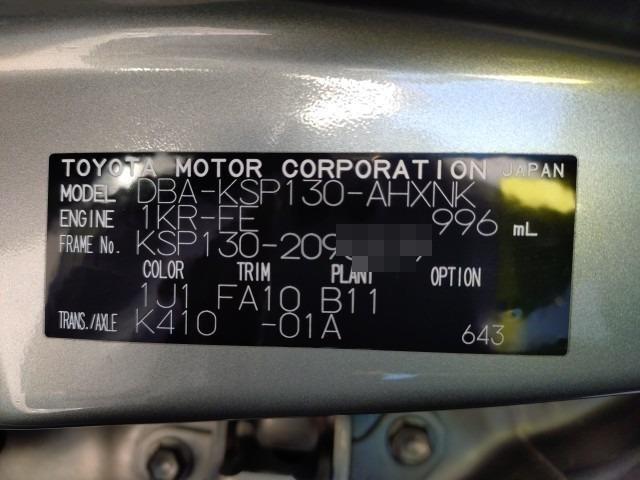 TOYOTA MOTOR CORPORATION JAPAN
MODEL DBA-KSP130-AHXNK
ENGINE 1KR-FE 996 mL
FRAME No. KSP130-209
COLOR TRIM PLANT OPTION
1J1 FA10 B11
TRANS./AXLE K410 -01A 643